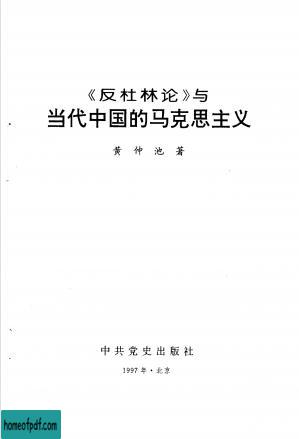 《反杜林论》与
当代中国的马克思主义
黄仲池著
中共党史出版社
1997年·北京
homeofpdf.com